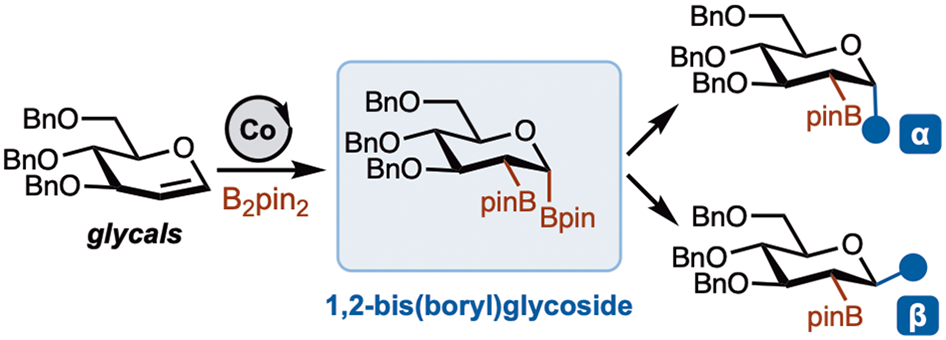 BnO
O
BnO
BnO
glycals
Co
B₂pin₂
BnO
O
BnO
BnO
pinB
Bpin
1,2-bis(boryl)glycoside
BnO
O
BnO
BnO
pinB
α
BnO
O
BnO
BnO
pinB
β